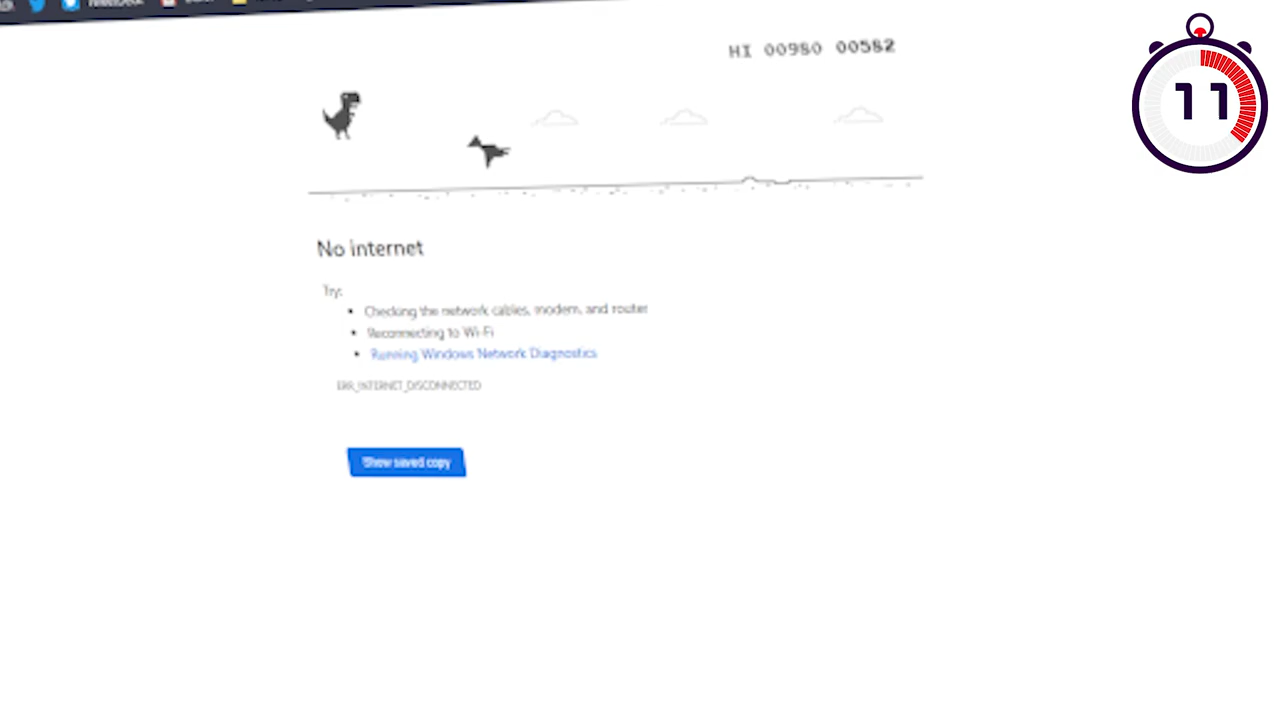 HI 00980 00582
11
No internet
Try:
Checking the network cables, modem, and router
Reconnecting to Wi-Fi
Running Windows Network Diagnostics
ERR_INTERNET_DISCONNECTED
Show saved copy